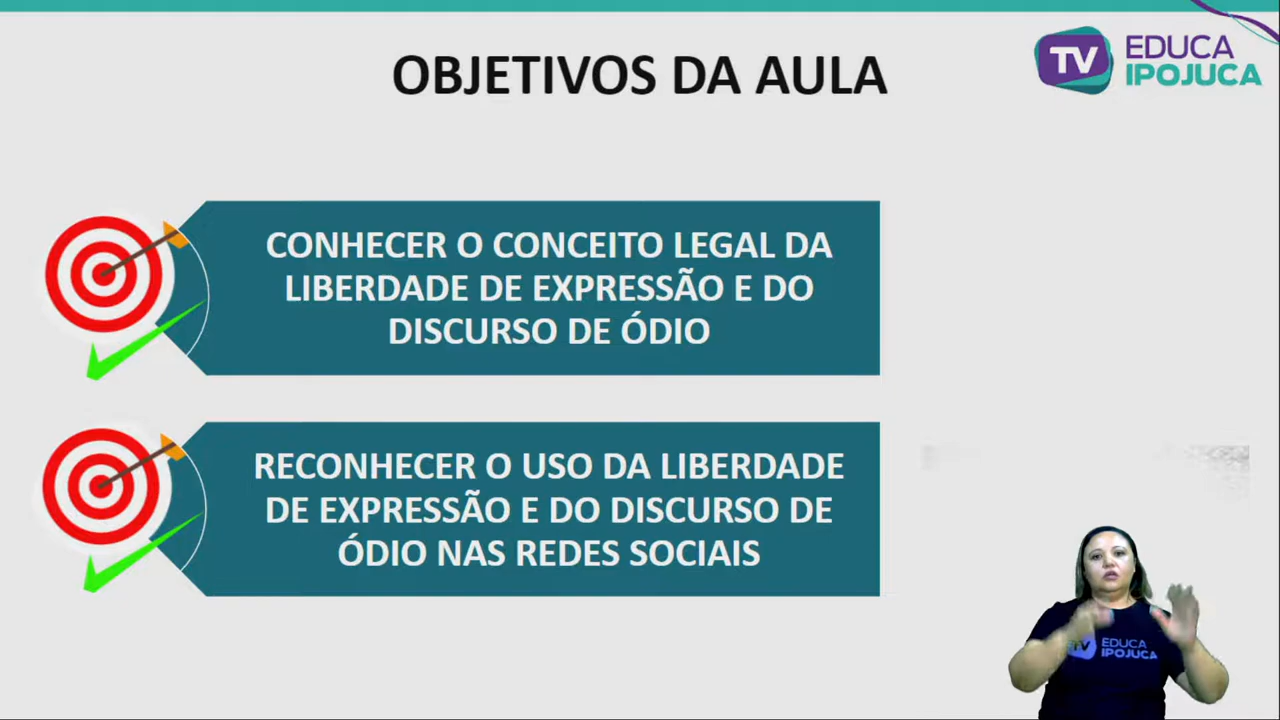 OBJETIVOS DA AULA
TV EDUCA
IPOJUCA
CONHECER O CONCEITO LEGAL DA
LIBERDADE DE EXPRESSÃO E DO
DISCURSO DE ÓDIO
RECONHECER O USO DA LIBERDADE
DE EXPRESSÃO E DO DISCURSO DE
ÓDIO NAS REDES SOCIAIS
TV EDUCA
IPOJUCA